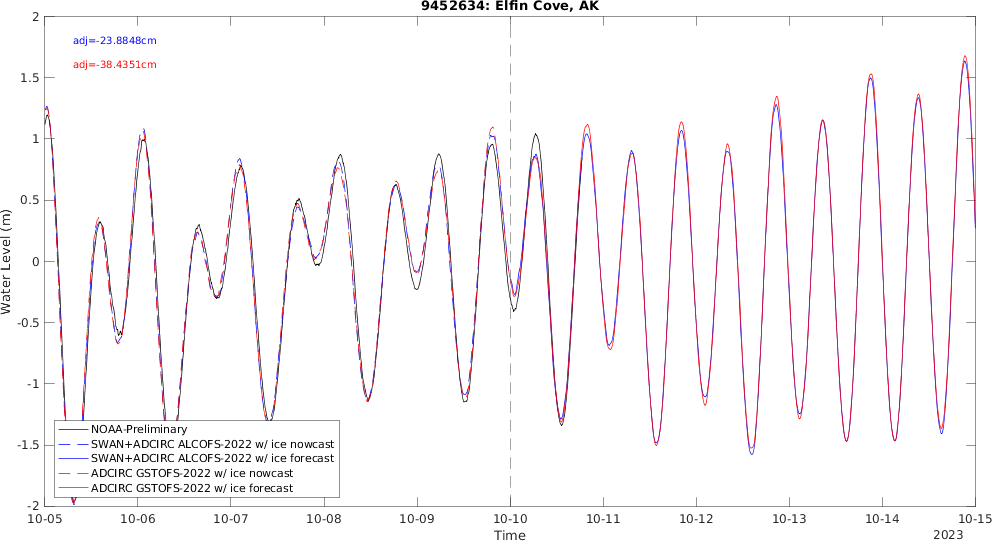 9452634: Elfin Cove, AK
adj=-23.8848cm
adj=-38.4351cm
Water Level (m)
2
1.5
1
0.5
0
-0.5
-1
-1.5
-2
NOAA-Preliminary
SWAN+ADCIRC ALCOFS-2022 w/ ice nowcast
SWAN+ADCIRC ALCOFS-2022 w/ ice forecast
ADCIRC GSTOFS-2022 w/ ice nowcast
ADCIRC GSTOFS-2022 w/ ice forecast
10-05 10-06 10-07 10-08 10-09 10-10 10-11 10-12 10-13 10-14 10-15
Time
2023